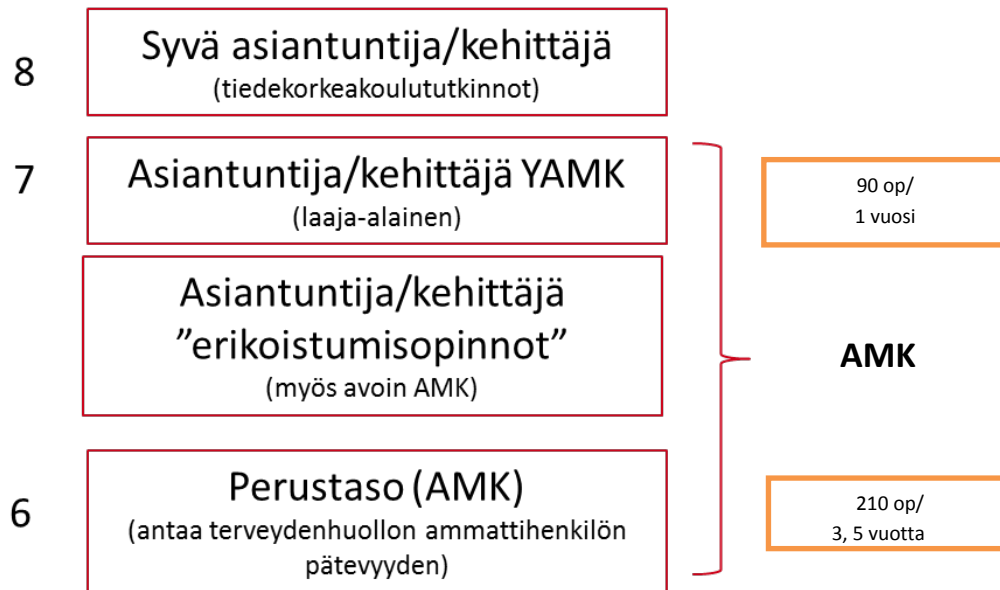 8
Syvä asiantuntija/kehittäjä
(tiedekorkeakoulututkinnot)
7
Asiantuntija/kehittäjä YAMK
(laaja-alainen)
90 op/
1 vuosi
Asiantuntija/kehittäjä
”erikoistumisopinnot”
(myös avoin AMK)
AMK
6
Perustaso (AMK)
(antaa terveydenhuollon ammattihenkilön
pätevyyden)
210 op/
3, 5 vuotta